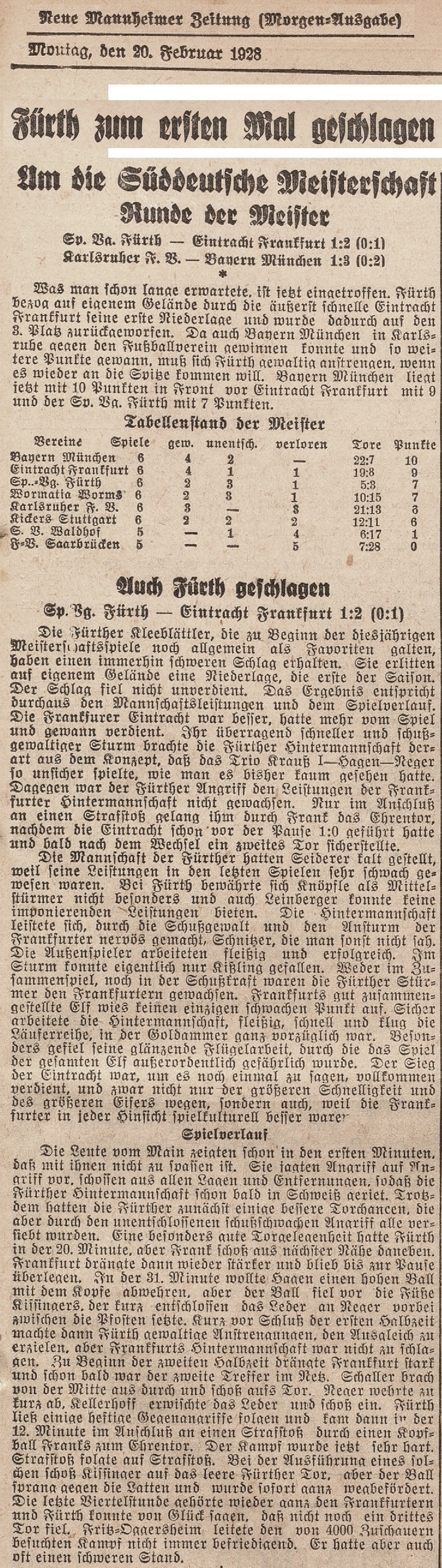 Neue Mannheimer Zeitung (Morgen-Ausgabe)
Montag, den 20. Februar 1928
Fürth zum ersten Mal geschlagen
Um die Süddeutsche Meisterschaft
Runde der Meister
Sp. Vg. Fürth — Eintracht Frankfurt 1:2 (0:1)
Karlsruher F. V. — Bayern München 1:3 (0:2)
*
Was man schon lange erwartete, ist jetzt eingetroffen. Fürth
bezog auf eigenem Gelände durch die äußerst schnelle Eintracht
Frankfurt seine erste Niederlage und wurde dadurch auf den
3. Platz zurückgeworfen. Da auch Bayern München in Karls-
ruhe gegen den Fußballverein gewinnen konnte und so wei-
tere Punkte gewann, muß sich Fürth gewaltig anstrengen, wenn
es wieder an die Spitze kommen will. Bayern München liegt
jetzt mit 10 Punkten in Front vor Eintracht Frankfurt mit 9
und der Sp. Vg. Fürth mit 7 Punkten.
Tabellenstand der Meister
Vereine Spiele gew. unentsch. verloren Tore Punkte
Bayern München 6 4 2 — 22:7 10
Eintracht Frankfurt 6 4 1 1 19:8 9
Sp.-Vg. Fürth 6 2 3 1 5:3 7
Wormatia Worms 6 2 3 1 10:15 7
Karlsruher F. V. 6 3 — 3 21:13 6
Kickers Stuttgart 6 2 2 2 12:11 6
S. V. Waldhof 5 — 1 4 6:17 1
F.-V. Saarbrücken 5 — — 5 7:28 0
Auch Fürth geschlagen
Sp. Vg. Fürth — Eintracht Frankfurt 1:2 (0:1)
Die Fürther Kleeblättler, die zu Beginn der diesjährigen
Meisterschaftsspiele noch allgemein als Favoriten galten,
haben einen immerhin schweren Schlag erhalten. Sie erlitten
auf eigenem Gelände eine Niederlage, die erste der Saison.
Der Schlag fiel nicht unverdient. Das Ergebnis entspricht
durchaus den Mannschaftsleistungen und dem Spielverlauf.
Die Frankfurer Eintracht war besser, hatte mehr vom Spiel
und gewann verdient. Ihr überragend schneller und schuß-
gewaltiger Sturm brachte die Fürther Hintermannschaft der-
art aus dem Konzept, daß das Trio Krauß I—Hagen—Neger
so unsicher spielte, wie man es bisher kaum gesehen hatte.
Dagegen war der Fürther Angriff den Leistungen der Frank-
furter Hintermannschaft nicht gewachsen. Nur im Anschluß
an einen Strafstoß gelang ihm durch Frank das Ehrentor,
nachdem die Eintracht schon vor der Pause 1:0 geführt hatte
und bald nach dem Wechsel ein zweites Tor sicherstellte.
Die Mannschaft der Fürther hatten Seiderer kalt gestellt,
weil seine Leistungen in den letzten Spielen sehr schwach ge-
wesen waren. Bei Fürth bewährte sich Knöpfle als Mittel-
stürmer nicht besonders und auch Leinberger konnte keine
imponierenden Leistungen bieten. Die Hintermannschaft
leistete sich, durch die Schußgewalt und den Ansturm der
Frankfurter nervös gemacht, Schnitzer, die man sonst nicht sah.
Die Außenspieler arbeiteten fleißig und erfolgreich. Im
Sturm konnte eigentlich nur Kißling gefallen. Weder im Zu-
sammenspiel, noch in der Schußkraft waren die Fürther Stür-
mer den Frankfurtern gewachsen. Frankfurts gut zusammen-
gestellte Elf wies keinen einzigen schwachen Punkt auf. Sicher
arbeitete die Hintermannschaft, fleißig, schnell und klug die
Läuferreihe, in der Goldammer ganz vorzüglich war. Beson-
ders gefiel seine glänzende Flügelarbeit, durch die das Spiel
der gesamten Elf außerordentlich gefährlich wurde. Der Sieg
der Eintracht war, um es noch einmal zu sagen, vollkommen
verdient, und zwar nicht nur der größeren Schnelligkeit und
des größeren Eifers wegen, sondern auch, weil die Frank-
furter in jeder Hinsicht spielkulturell besser waren
Spielverlauf
Die Leute vom Main zeigten schon in den ersten Minuten,
daß mit ihnen nicht zu spassen ist. Sie jagten Angriff auf An-
griff vor, schossen aus allen Lagen und Entfernungen, sodaß die
Fürther Hintermannschaft schon bald in Schweiß geriet. Trotz-
dem hatten die Fürther zunächst einige bessere Torchancen, die
aber durch den unentschlossenen schußschwachen Angriff alle ver-
siebt wurden. Eine besonders gute Torgelegenheit hatte Fürth
in der 20. Minute, aber Frank schoß aus nächster Nähe daneben.
Frankfurt drängte dann wieder stärker und blieb bis zur Pause
überlegen. In der 31. Minute wollte Hagen einen hohen Ball
mit dem Kopfe abwehren, aber der Ball fiel vor die Füße
Kissingers, der kurz entschlossen das Leder an Neger vorbei
zwischen die Pfosten setzte. Kurz vor Schluß der ersten Halbzeit
machte dann Fürth gewaltige Anstrengungen, den Ausgleich zu
erzielen, aber Frankfurts Hintermannschaft war nicht zu schla-
gen. Zu Beginn der zweiten Halbzeit drängte Frankfurt stark
und schon bald war der zweite Treffer im Netz. Schaller brach
von der Mitte aus durch und schoß aufs Tor. Neger wehrte zu
kurz ab, Kellerhoff erwischte das Leder und schoß ein. Fürth
ließ einige heftige Gegenangriffe folgen und kam dann in der
12. Minute im Anschluß an einen Strafstoß durch einen Kopf-
ball Franks zum Ehrentor. Der Kampf wurde jetzt sehr hart.
Strafstoß folgte auf Strafstoß. Bei der Ausführung eines sol-
chen schoß Kissinger auf das leere Fürther Tor, aber der Ball
sprang gegen die Latten und wurde sofort ganz wegbefördert.
Die letzte Viertelstunde gehörte wieder ganz den Frankfurtern
und Fürth konnte von Glück sagen, daß nicht noch ein drittes
Tor fiel. Fritz-Oggersheim leitete den von 4000 Zuschauern
besuchten Kampf nicht immer befriedigend. Er hatte aber auch
oft einen schweren Stand.